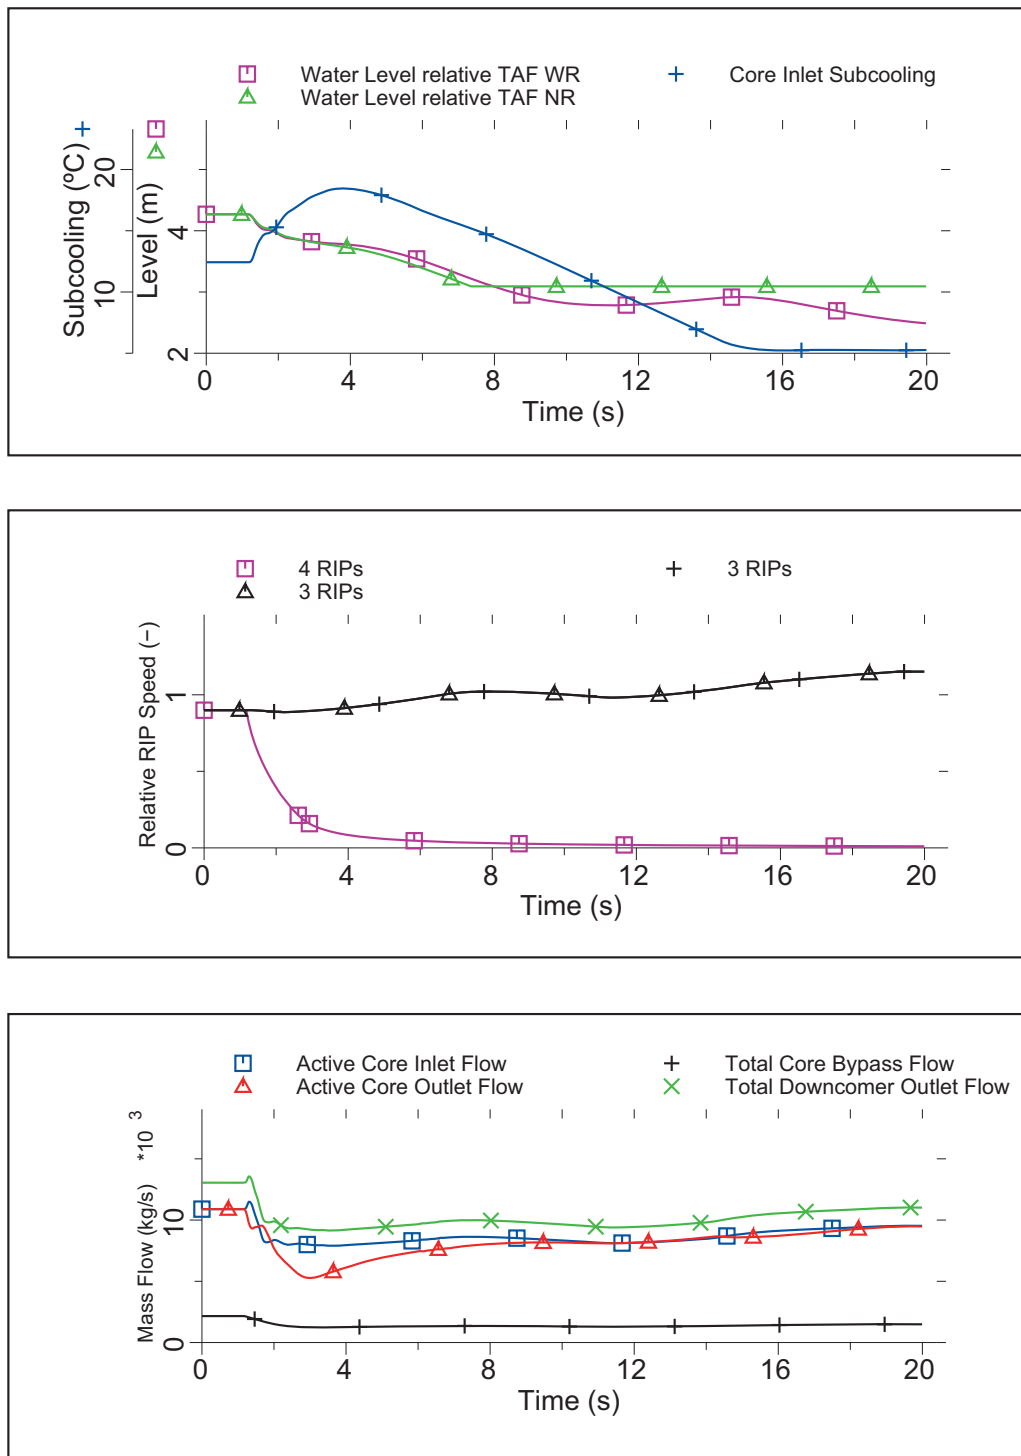 Water Level relative TAF WR
Core Inlet Subcooling
Water Level relative TAF NR
Subcooling (ºC)
10
20
Level (m)
2
4
0
4
8
12
16
20
Time (s)
4 RIPs
3 RIPs
3 RIPs
Relative RIP Speed (−)
0
1
0
4
8
12
16
20
Time (s)
Active Core Inlet Flow
Total Core Bypass Flow
Active Core Outlet Flow
Total Downcomer Outlet Flow
Mass Flow (kg/s) *10 3
0
10
0
4
8
12
16
20
Time (s)